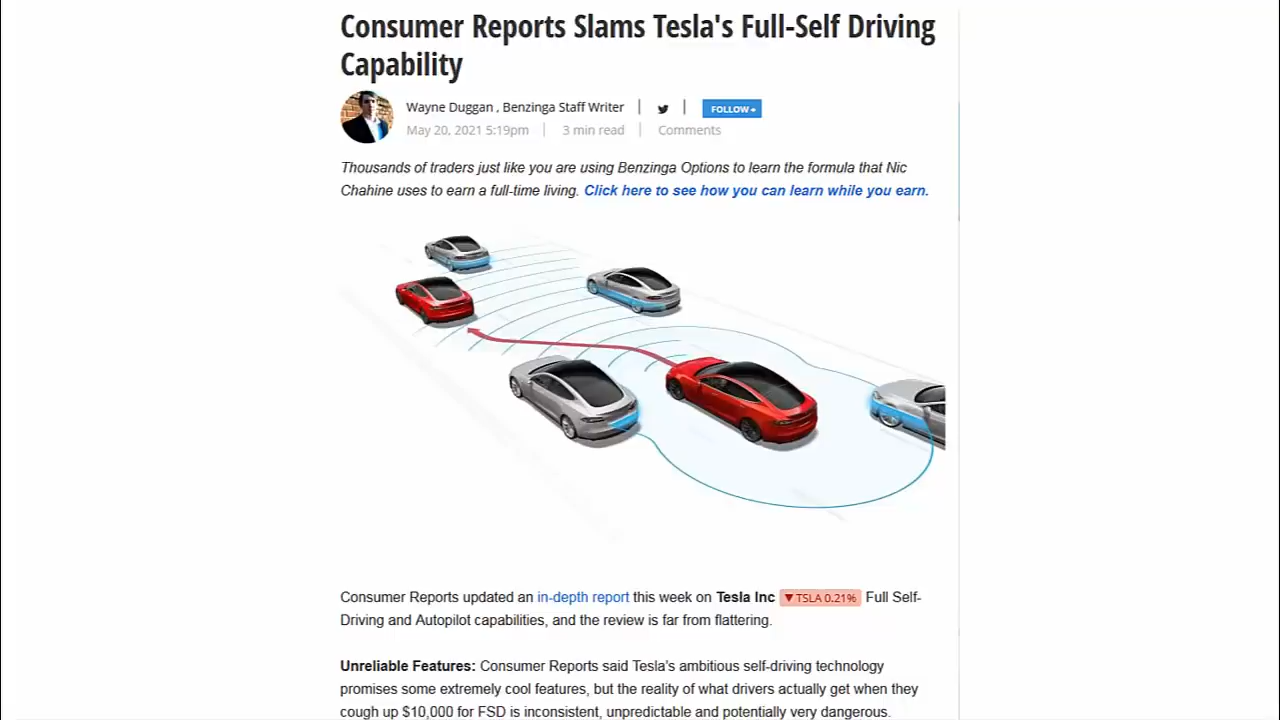 Consumer Reports Slams Tesla's Full-Self Driving
Capability
Wayne Duggan , Benzinga Staff Writer | | FOLLOW+
May 20, 2021 5:19pm | 3 min read | Comments
Thousands of traders just like you are using Benzinga Options to learn the formula that Nic
Chahine uses to earn a full-time living. Click here to see how you can learn while you earn.
Consumer Reports updated an in-depth report this week on Tesla Inc ▼ TSLA 0.21% Full Self-
Driving and Autopilot capabilities, and the review is far from flattering.
Unreliable Features: Consumer Reports said Tesla's ambitious self-driving technology
promises some extremely cool features, but the reality of what drivers actually get when they
cough up $10,000 for FSD is inconsistent, unpredictable and potentially very dangerous.